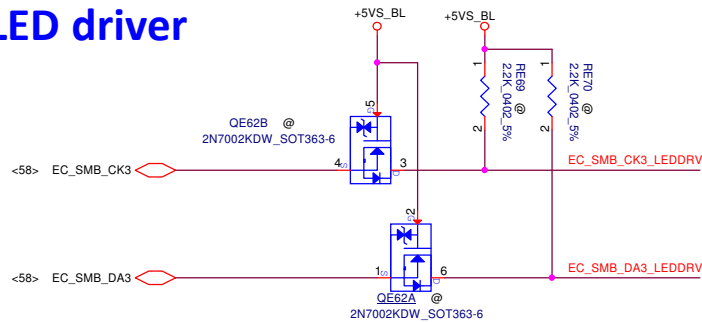 LED driver
+5VS_BL
+5VS_BL
1
RE69 @
2.2K_0402_5%
2
1
RE70 @
2.2K_0402_5%
2
QE62B @
2N7002KDW_SOT363-6
5
G
<58> EC_SMB_CK3
4
S
3
D
EC_SMB_CK3_LEDDRV
2
G
<58> EC_SMB_DA3
1
S
6
D
EC_SMB_DA3_LEDDRV
QE62A @
2N7002KDW_SOT363-6